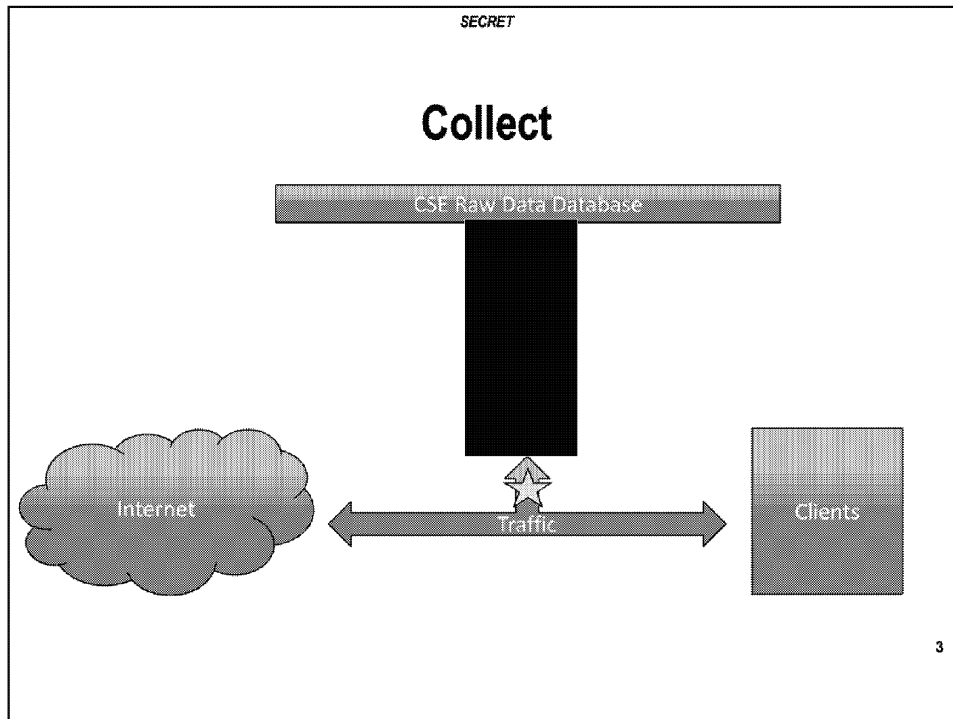 SECRET
Collect
CSE Raw Data Database
Internet
Traffic
Clients
3